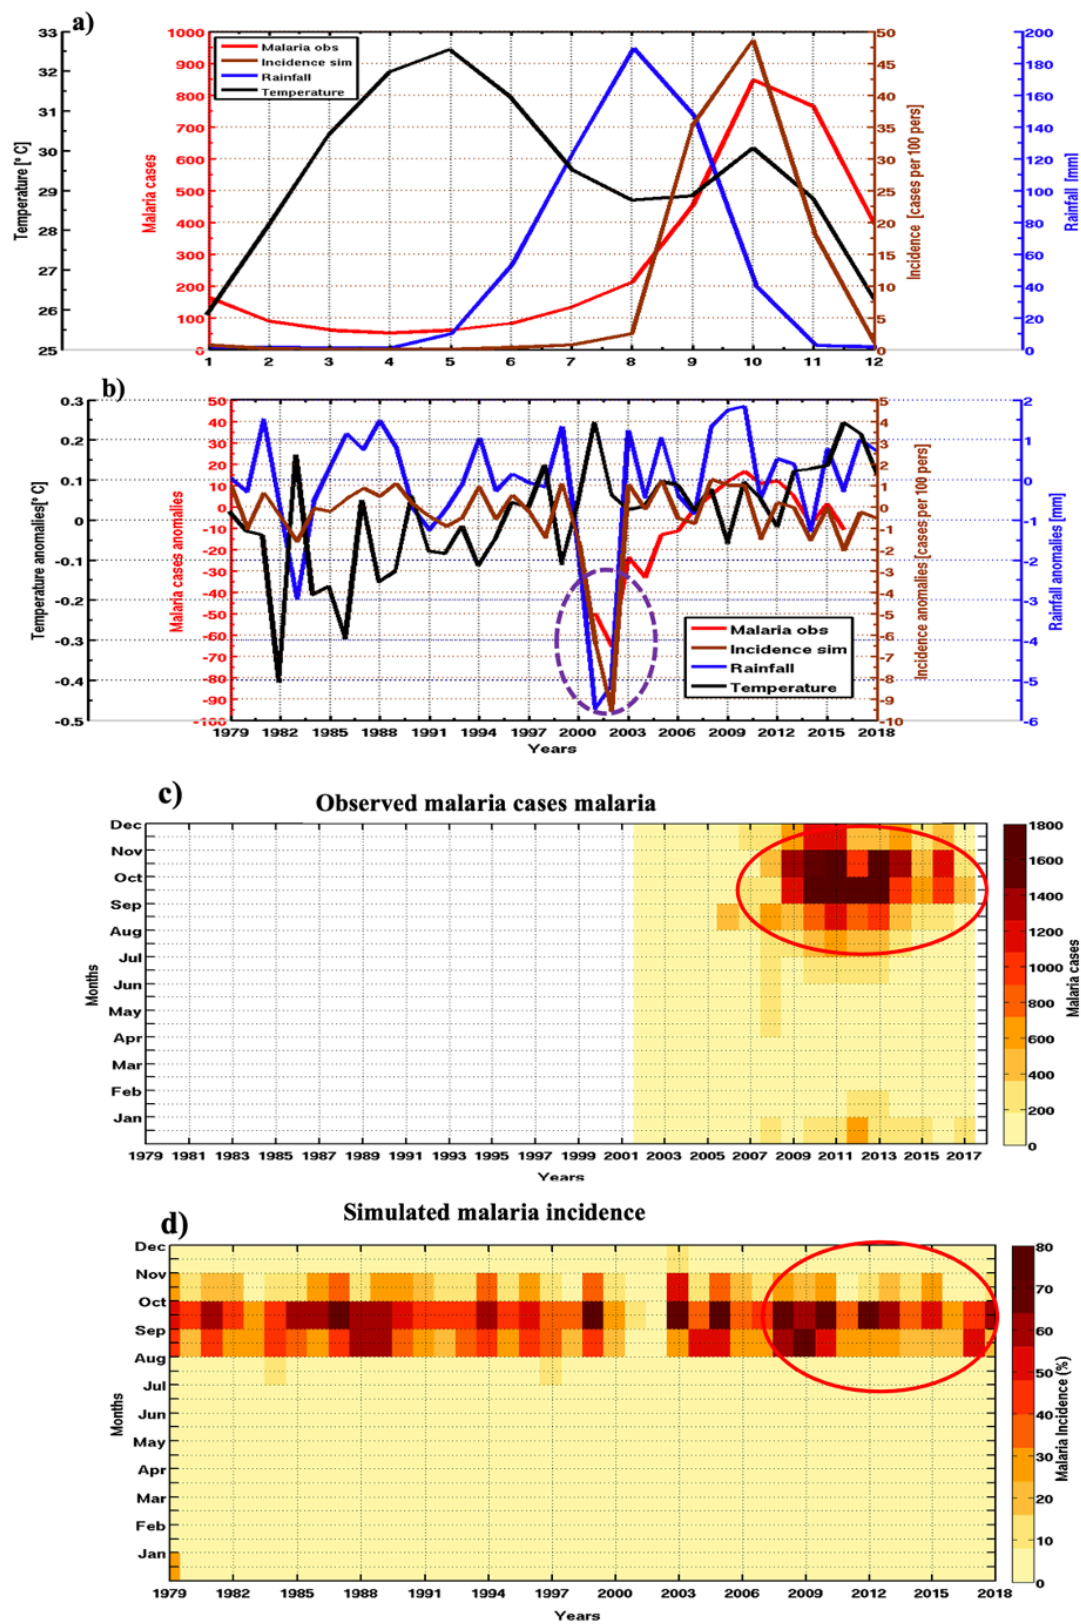 a)
33
32
31
30
29
28
27
26
25
Temperature [° C]
1000
900
800
700
600
500
400
300
200
100
0
Malaria cases
Malaria obs
Incidence sim
Rainfall
Temperature
50
45
40
35
30
25
20
15
10
5
0
Incidence [cases per 100 pers]
200
180
160
140
120
100
80
60
40
20
0
Rainfall [mm]
1 2 3 4 5 6 7 8 9 10 11 12
b)
0.3
0.2
0.1
0
-0.1
-0.2
-0.3
-0.4
-0.5
Temperature anomalies[° C]
50
40
30
20
10
0
-10
-20
-30
-40
-50
-60
-70
-80
-90
-100
Malaria cases anomalies
5
4
3
2
1
0
-1
-2
-3
-4
-5
-6
-7
-8
-9
-10
Incidence anomalies [cases per 100 pers]
2
1
0
-1
-2
-3
-4
-5
-6
Rainfall anomalies [mm]
Malaria obs
Incidence sim
Rainfall
Temperature
1979 1982 1985 1988 1991 1994 1997 2000 2003 2006 2009 2012 2015 2018
Years
c)
Observed malaria cases malaria
Dec
Nov
Oct
Sep
Aug
Jul
Jun
May
Apr
Mar
Feb
Jan
Months
1979 1981 1983 1985 1987 1989 1991 1993 1995 1997 1999 2001 2003 2005 2007 2009 2011 2013 2015 2017
Years
1800
1600
1400
1200
1000
800
600
400
200
0
Malaria cases
d)
Simulated malaria incidence
Dec
Nov
Oct
Sep
Aug
Jul
Jun
May
Apr
Mar
Feb
Jan
Months
1979 1982 1985 1988 1991 1994 1997 2000 2003 2006 2009 2012 2015 2018
Years
80
70
60
50
40
30
20
10
0
Malaria Incidence (%)